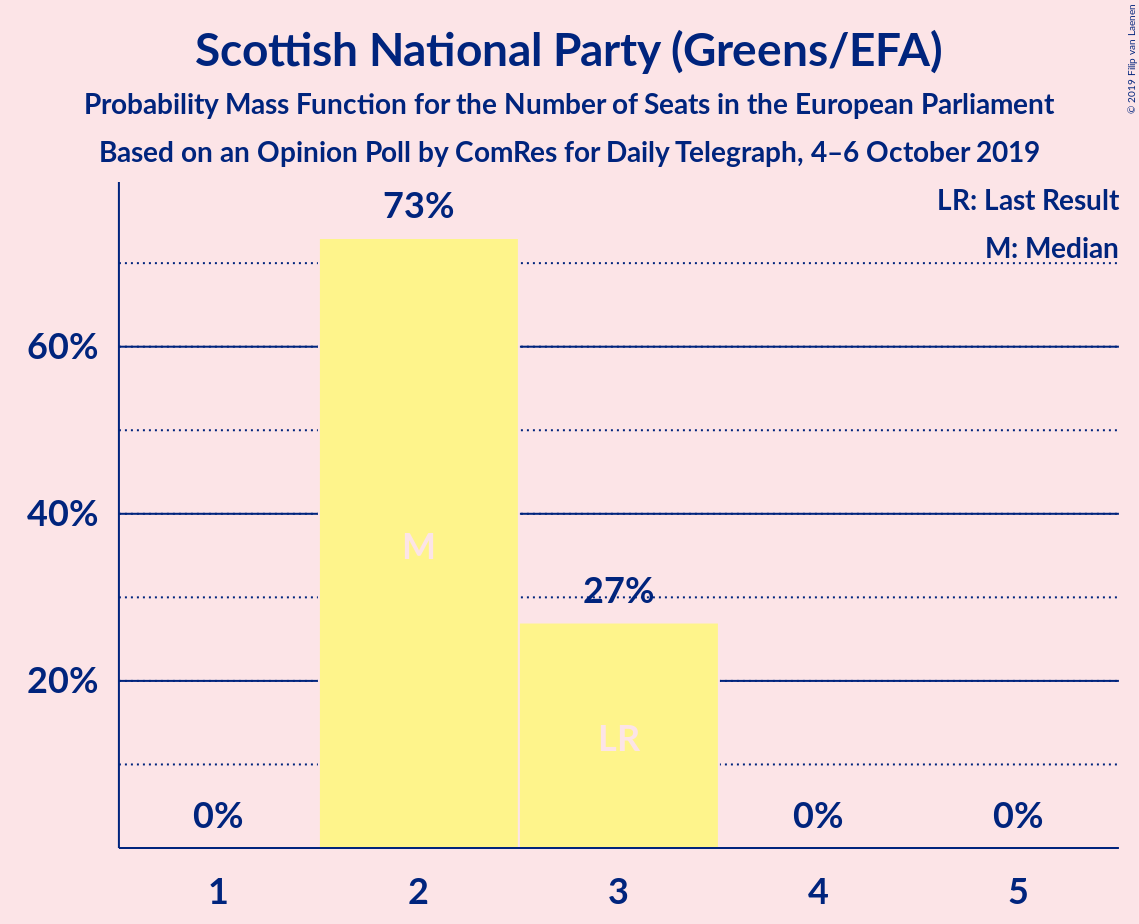 Scottish National Party (Greens/EFA)
Probability Mass Function for the Number of Seats in the European Parliament
Based on an Opinion Poll by ComRes for Daily Telegraph, 4–6 October 2019
© 2019 Filip van Laenen
LR: Last Result
M: Median
73%
60%
40%
M
27%
20%
LR
0%
0%
0%
1
2
3
4
5